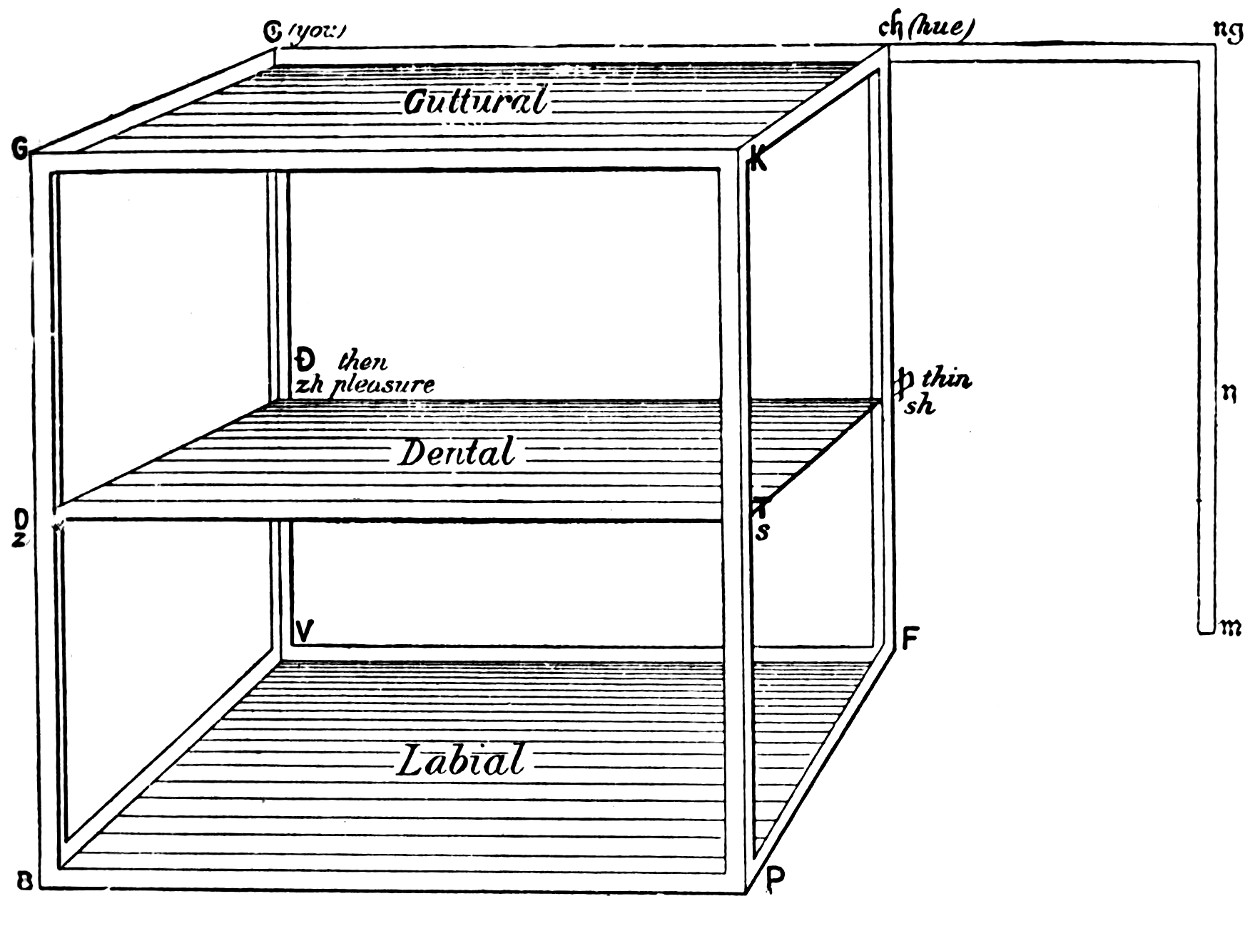 G (you)
ch (hue)
ng
Guttural
G
K
Đ then
zh pleasure
þ thin
sh
n
Dental
D
z
T
s
V
F
m
Labial
B
P